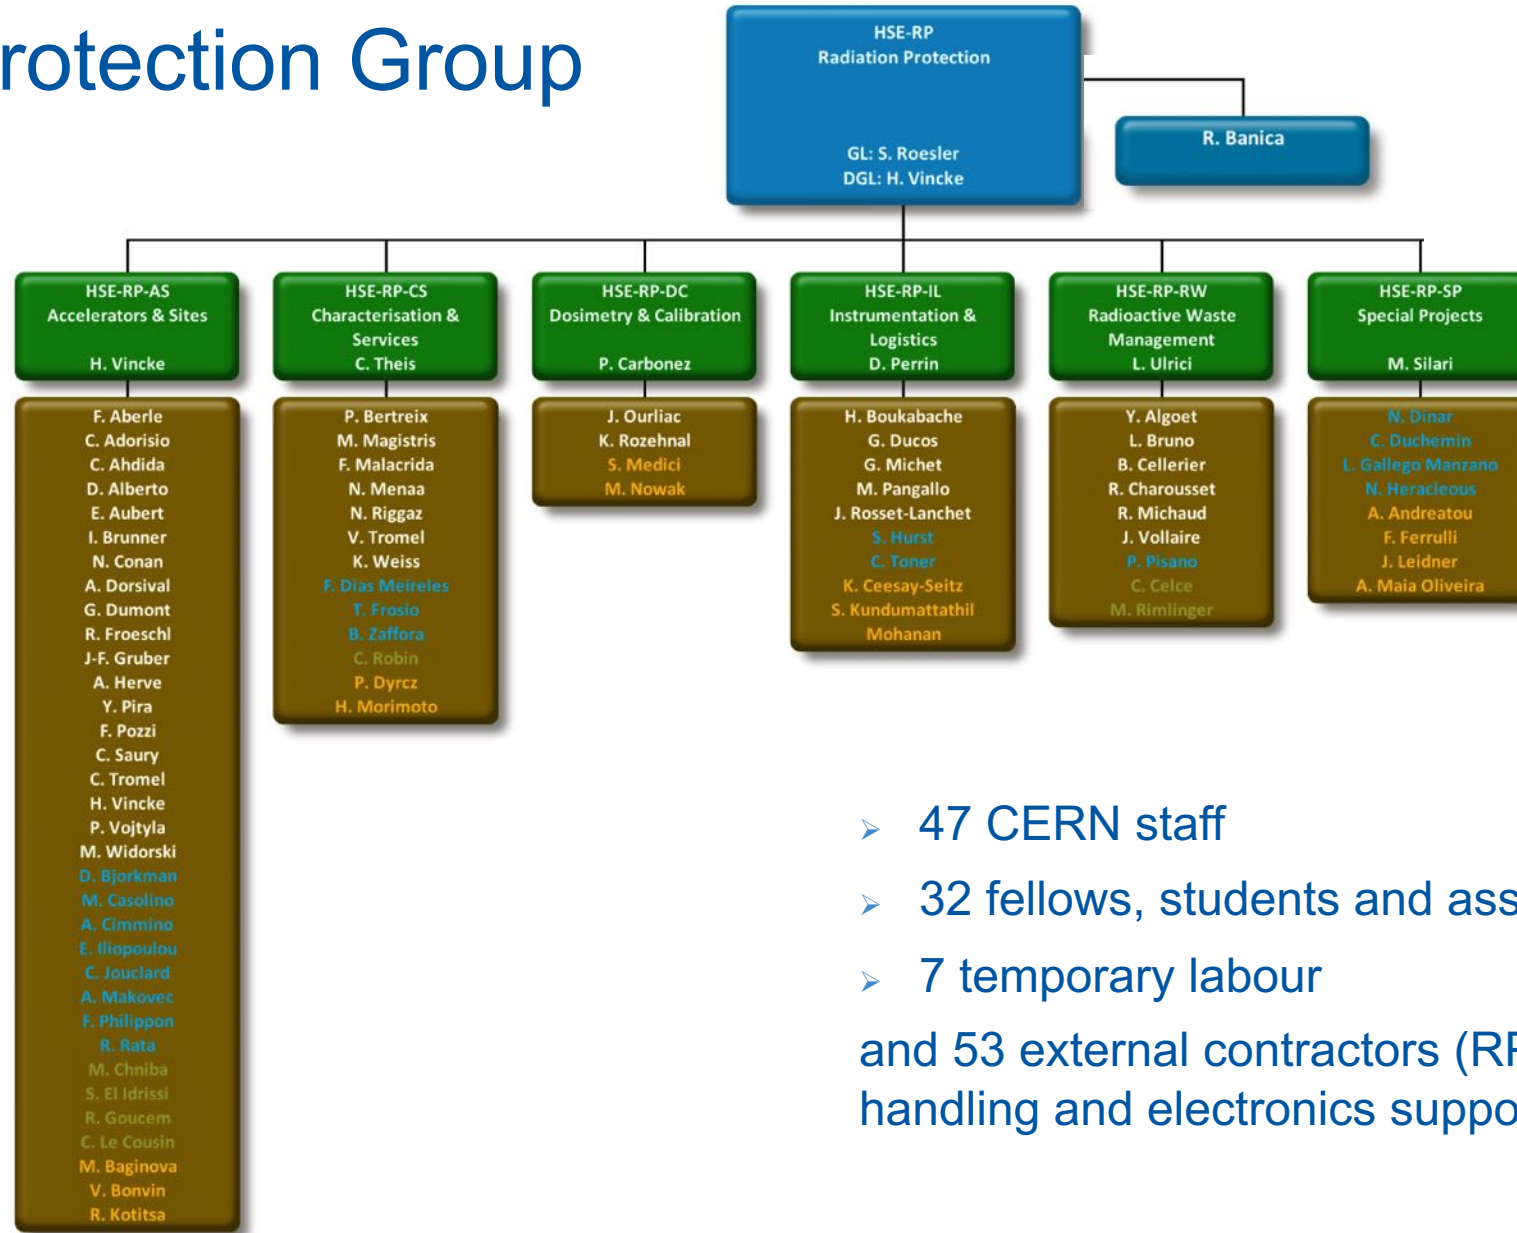 rotection Group
HSE-RP
Radiation Protection
GL: S. Roesler
DGL: H. Vincke
R. Banica
HSE-RP-AS
Accelerators & Sites
H. Vincke
F. Aberle
C. Adorisio
C. Ahdida
D. Alberto
E. Aubert
I. Brunner
N. Conan
A. Dorsival
G. Dumont
R. Froeschl
J-F. Gruber
A. Herve
Y. Pira
F. Pozzi
C. Saury
C. Tromel
H. Vincke
P. Vojtyla
M. Widorski
D. Bjorkman
M. Casolino
A. Cimmino
E. Iliopoulou
C. Jouclard
A. Makovec
F. Philippon
R. Rata
M. Chniba
S. El Idrissi
R. Goucem
C. Le Cousin
M. Baginova
V. Bonvin
R. Kotitsa
HSE-RP-CS
Characterisation &
Services
C. Theis
P. Bertreix
M. Magistris
F. Malacrida
N. Menaa
N. Riggaz
V. Tromel
K. Weiss
F. Dias Meireles
T. Frosio
B. Zaffora
C. Robin
P. Dyrcz
H. Morimoto
HSE-RP-DC
Dosimetry & Calibration
P. Carbonez
J. Ourliac
K. Rozehnal
S. Medici
M. Nowak
HSE-RP-IL
Instrumentation &
Logistics
D. Perrin
H. Boukabache
G. Ducos
G. Michet
M. Pangallo
J. Rosset-Lanchet
S. Hurst
C. Toner
K. Ceesay-Seitz
S. Kundumattathil
Mohanan
HSE-RP-RW
Radioactive Waste
Management
L. Ulrici
Y. Algoet
L. Bruno
B. Cellerier
R. Charousset
R. Michaud
J. Vollaire
P. Pisano
C. Celce
M. Rimlinger
HSE-RP-SP
Special Projects
M. Silari
N. Dinar
C. Duchemin
L. Gallego Manzano
N. Heracleous
A. Andreatou
F. Ferrulli
J. Leidner
A. Maia Oliveira
➢ 47 CERN staff
➢ 32 fellows, students and ass
➢ 7 temporary labour
and 53 external contractors (RP
handling and electronics suppo